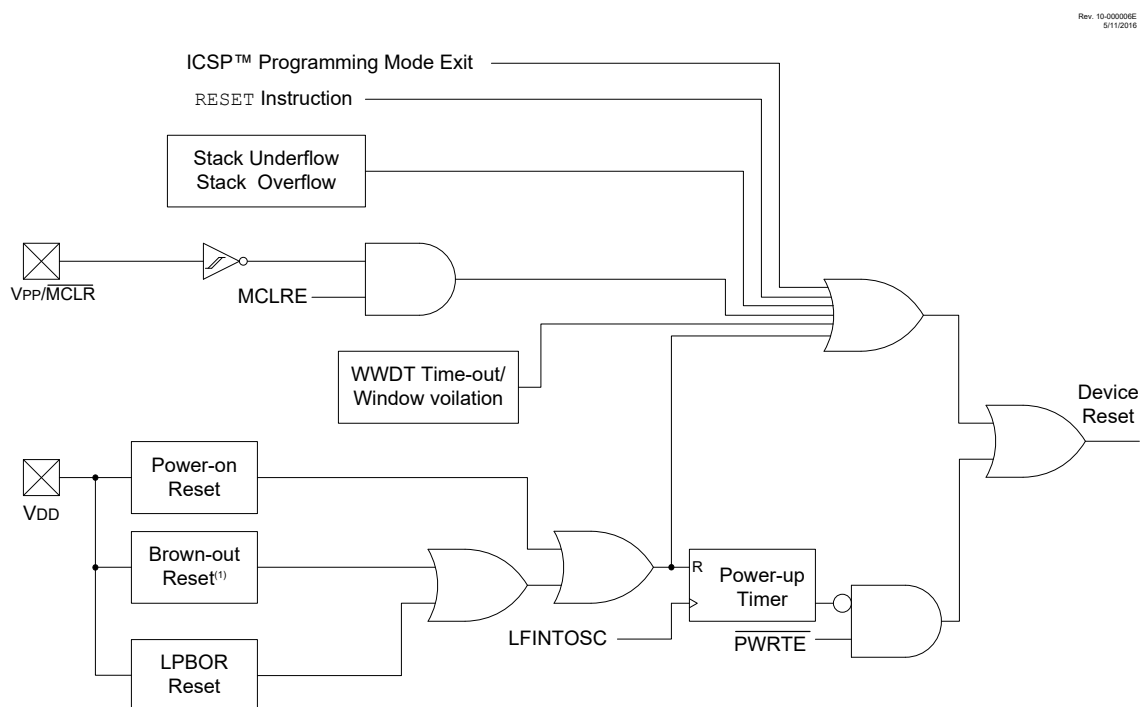 Rev. 10-000006E
5/11/2016
ICSP™ Programming Mode Exit
RESET Instruction
Stack Underflow
Stack Overflow
VPP/MCLR
MCLRE
WWDT Time-out/
Window voilation
Device
Reset
Power-on
Reset
VDD
Brown-out
Reset(1)
R
Power-up
Timer
LFINTOSC
PWRTE
LPBOR
Reset